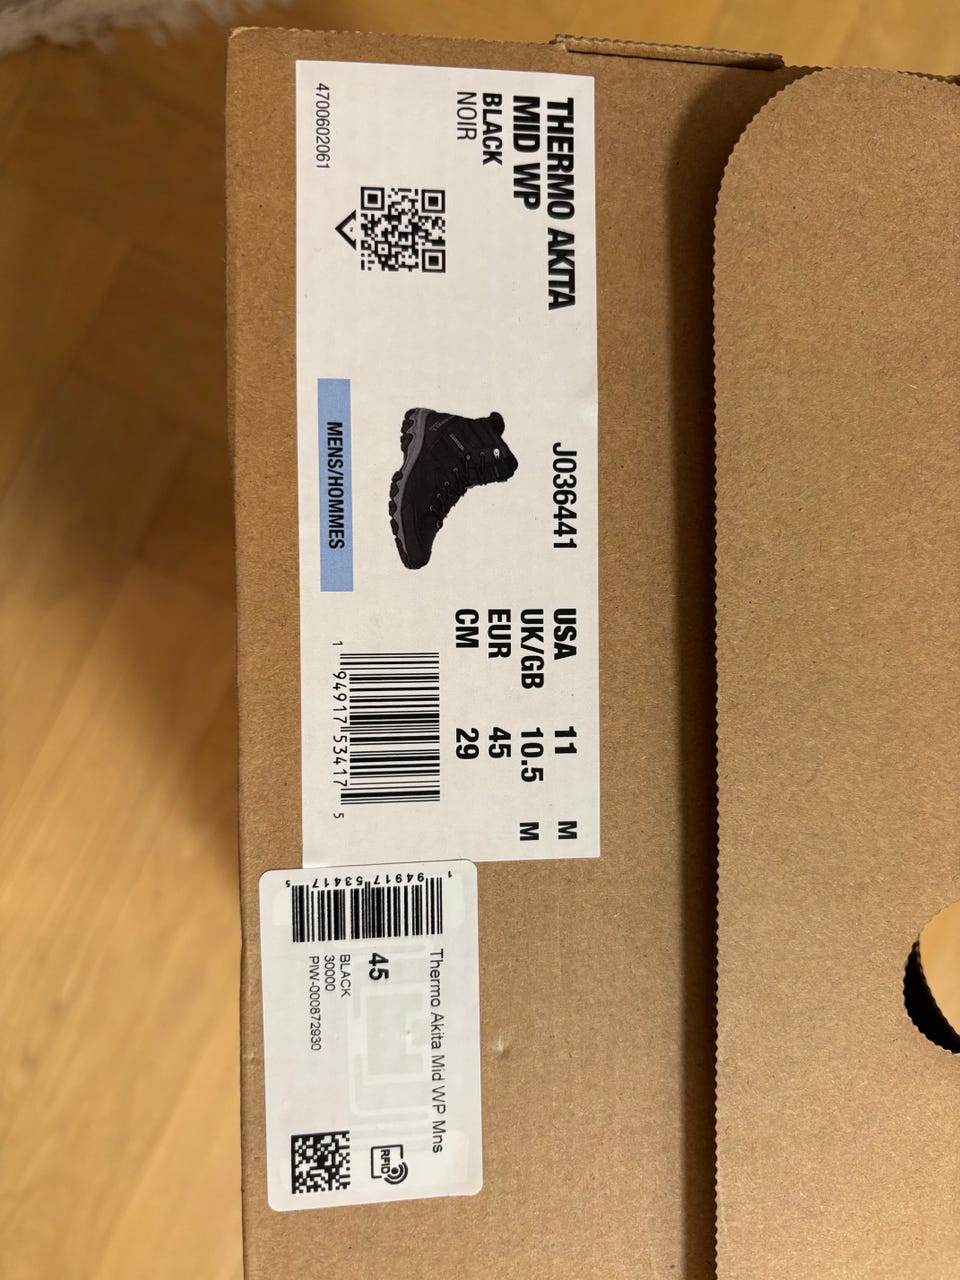 THERMO AKITA
MID WP
BLACK
NOIR
4700602061
J036441
MENS/HOMMES
USA 11 M
UK/GB 10.5 M
EUR 45
CM 29
1 94917 53417 5
1 94917 53417 5
Thermo Akita Mid WP Mns
45
BLACK
30000
PIW-000872930
RFID